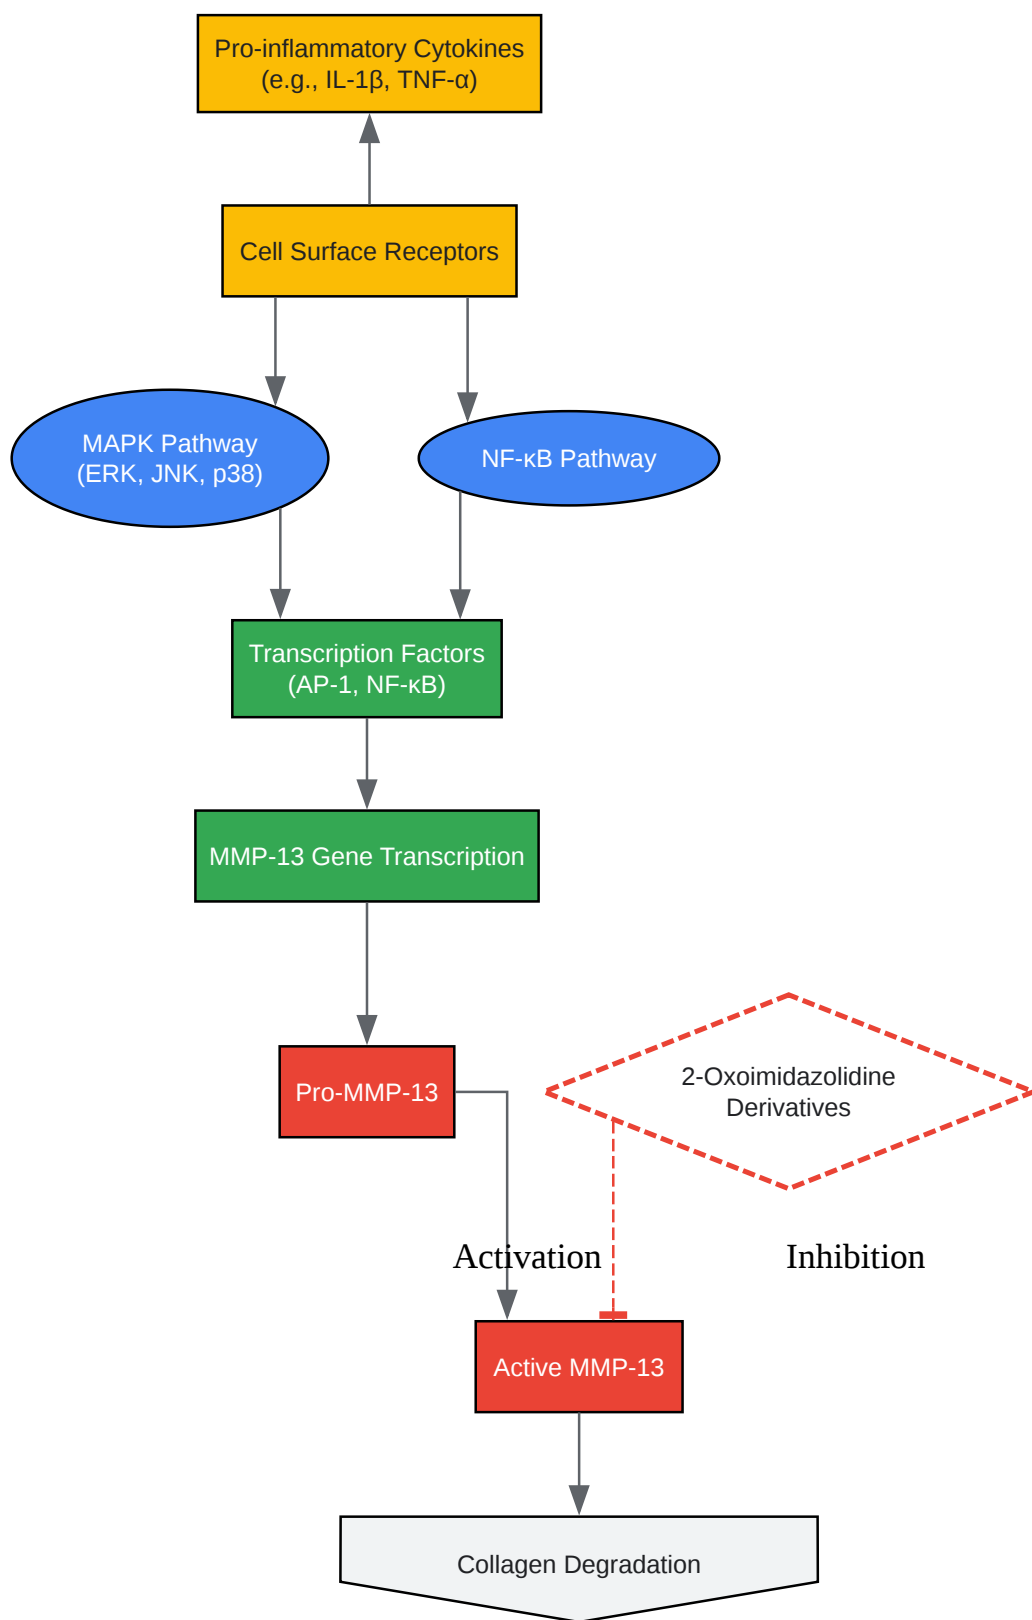 Pro-inflammatory Cytokines
(e.g., IL-1β, TNF-α)
Cell Surface Receptors
MAPK Pathway
(ERK, JNK, p38)
NF-κB Pathway
Transcription Factors
(AP-1, NF-κB)
MMP-13 Gene Transcription
Pro-MMP-13
2-Oxoimidazolidine
Derivatives
Activation
Inhibition
Active MMP-13
Collagen Degradation